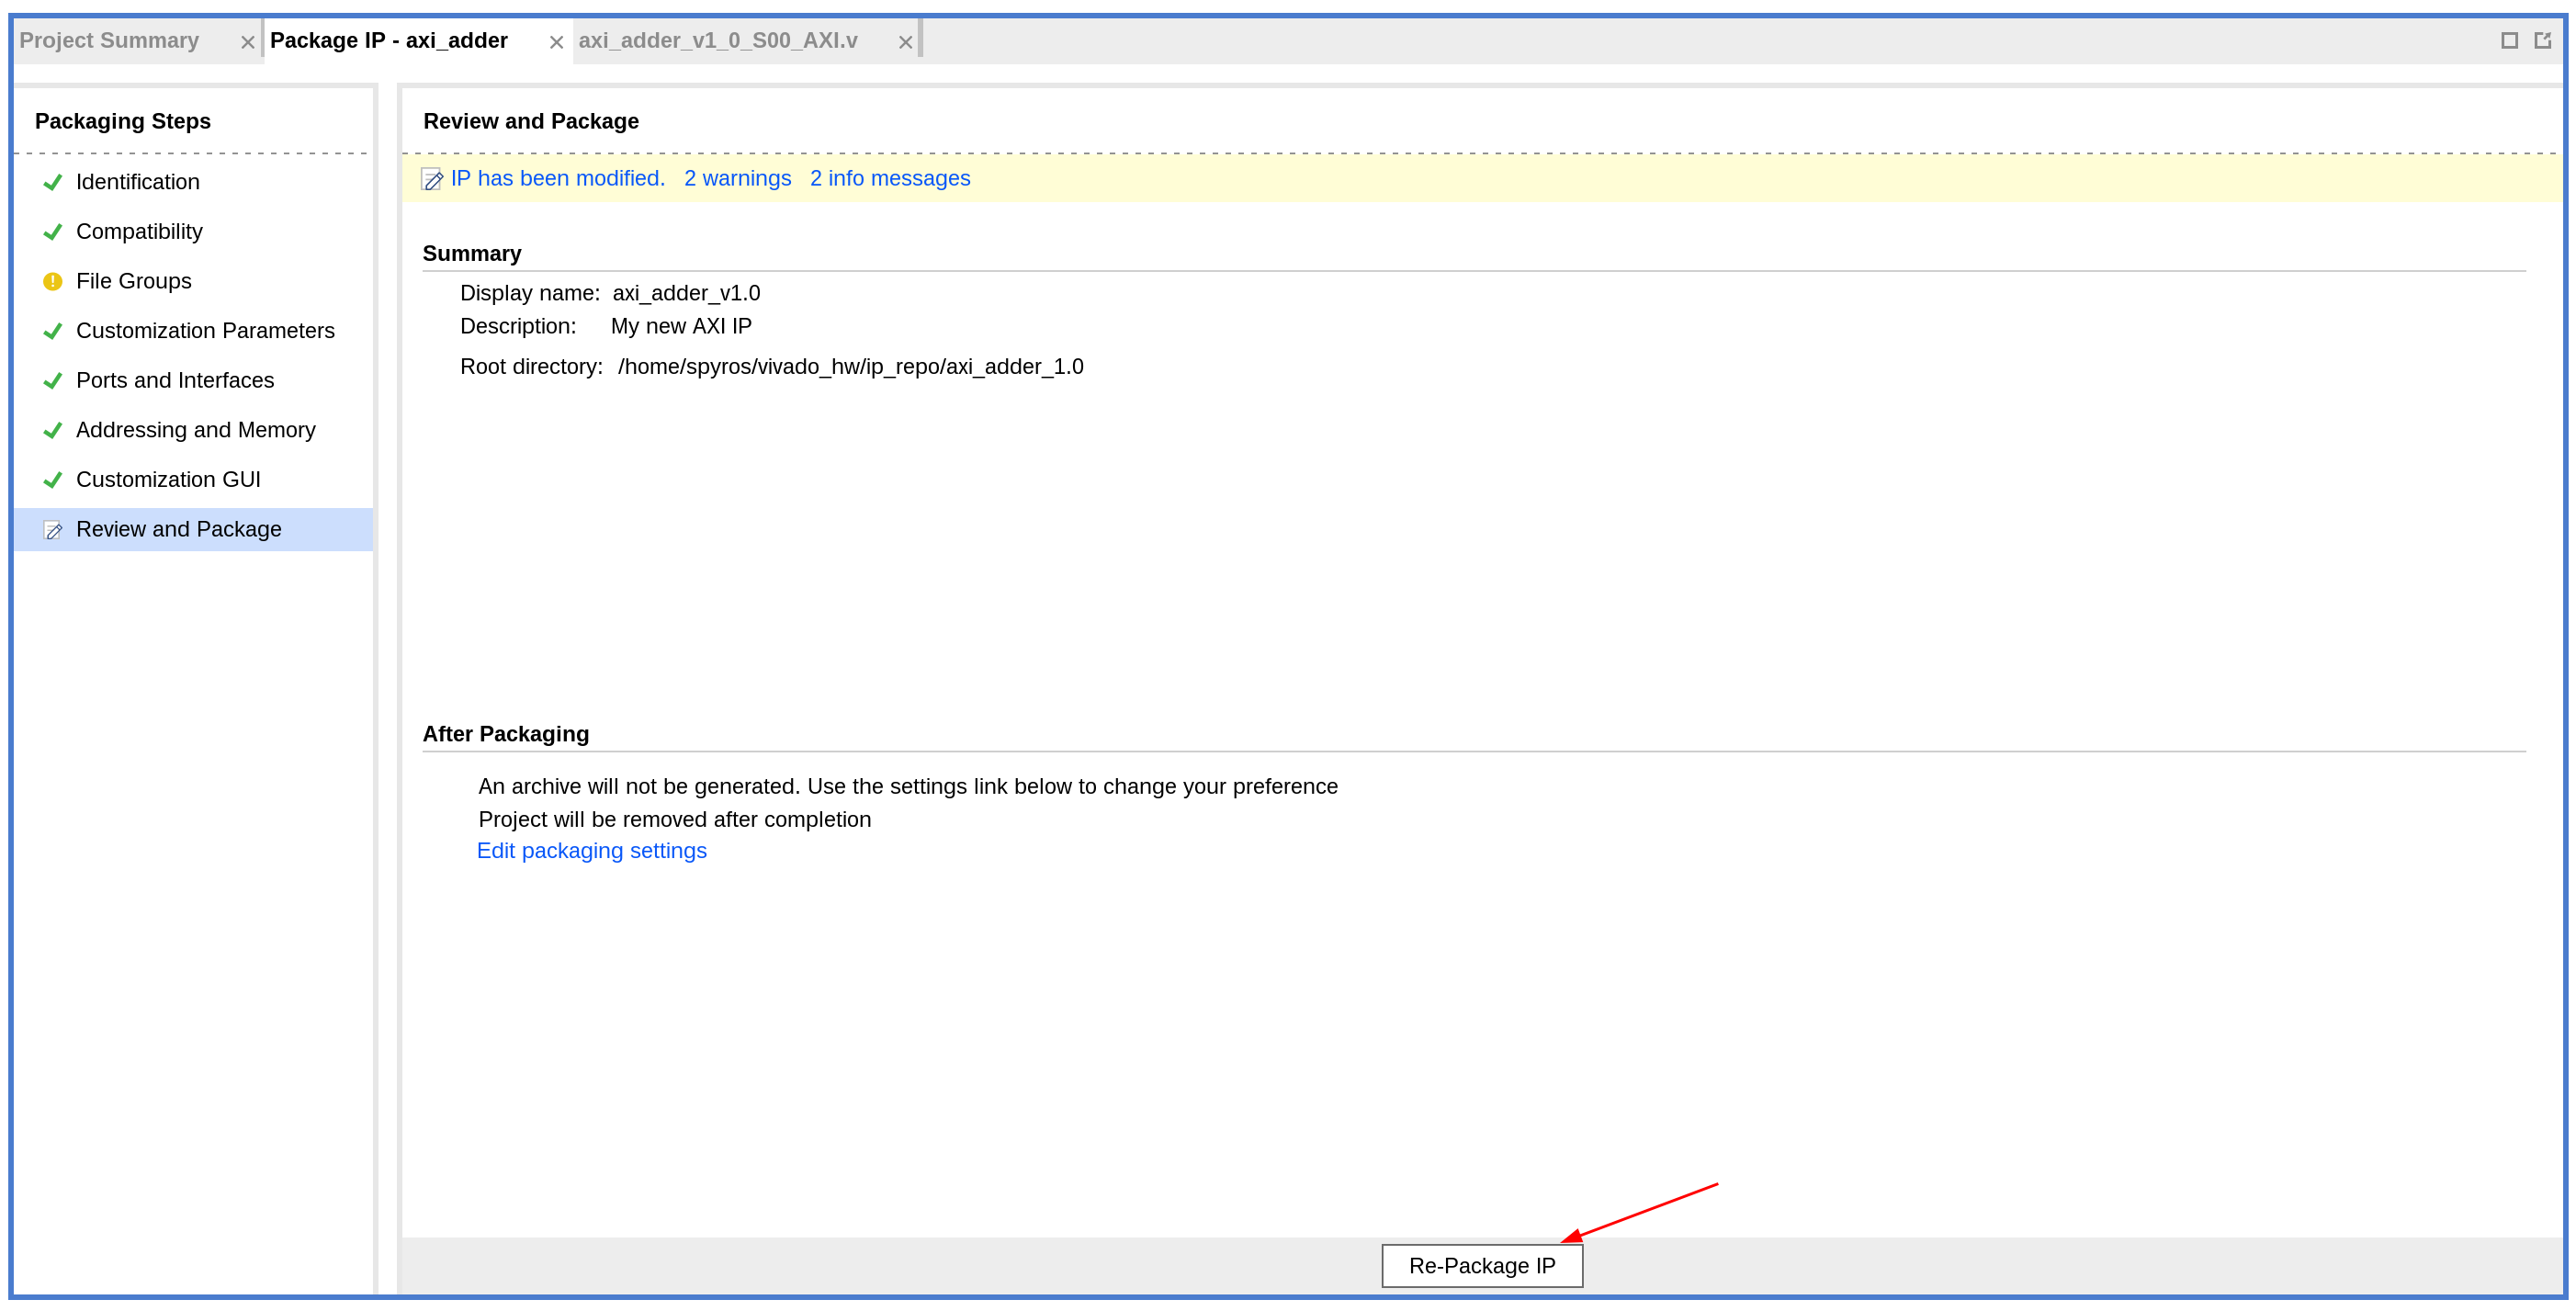 Project Summary
Package IP - axi_adder
axi_adder_v1_0_S00_AXI.v
Packaging Steps
Identification
Compatibility
File Groups
Customization Parameters
Ports and Interfaces
Addressing and Memory
Customization GUI
Review and Package
Review and Package
IP has been modified. 2 warnings 2 info messages
Summary
Display name: axi_adder_v1.0
Description: My new AXI IP
Root directory: /home/spyros/vivado_hw/ip_repo/axi_adder_1.0
After Packaging
An archive will not be generated. Use the settings link below to change your preference
Project will be removed after completion
Edit packaging settings
Re-Package IP